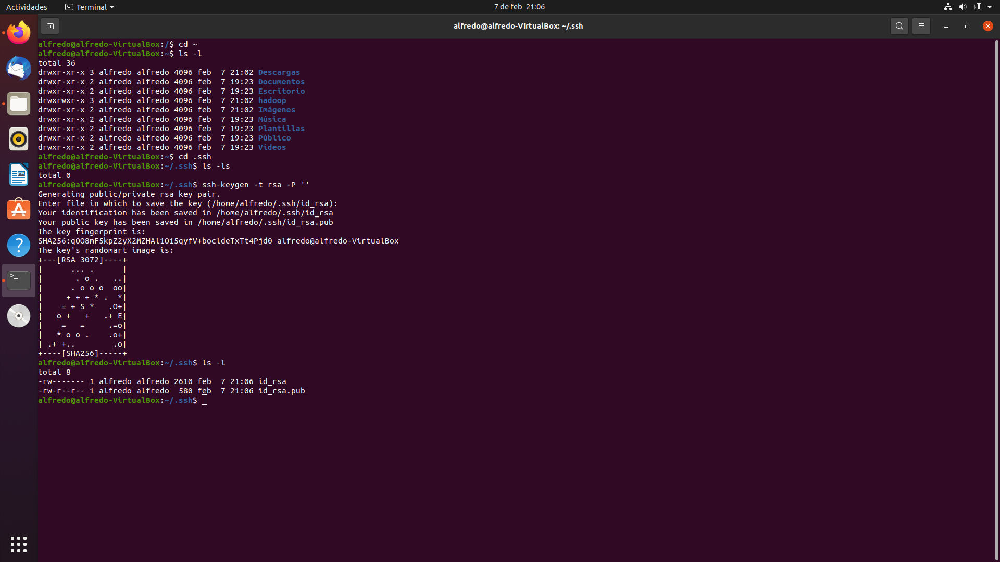 Actividades Terminal 7 de feb 21:06
alfredo@alfredo-VirtualBox: ~/.ssh
alfredo@alfredo-VirtualBox:/$ cd ~
alfredo@alfredo-VirtualBox:~$ ls -l
total 36
drwxr-xr-x 3 alfredo alfredo 4096 feb  7 21:02 Descargas
drwxr-xr-x 2 alfredo alfredo 4096 feb  7 19:23 Documentos
drwxr-xr-x 2 alfredo alfredo 4096 feb  7 19:23 Escritorio
drwxrwxr-x 3 alfredo alfredo 4096 feb  7 21:02 hadoop
drwxr-xr-x 2 alfredo alfredo 4096 feb  7 21:02 Imágenes
drwxr-xr-x 2 alfredo alfredo 4096 feb  7 19:23 Música
drwxr-xr-x 2 alfredo alfredo 4096 feb  7 19:23 Plantillas
drwxr-xr-x 2 alfredo alfredo 4096 feb  7 19:23 Público
drwxr-xr-x 2 alfredo alfredo 4096 feb  7 19:23 Vídeos
alfredo@alfredo-VirtualBox:~$ cd .ssh
alfredo@alfredo-VirtualBox:~/.ssh$ ls -ls
total 0
alfredo@alfredo-VirtualBox:~/.ssh$ ssh-keygen -t rsa -P ''
Generating public/private rsa key pair.
Enter file in which to save the key (/home/alfredo/.ssh/id_rsa):
Your identification has been saved in /home/alfredo/.ssh/id_rsa
Your public key has been saved in /home/alfredo/.ssh/id_rsa.pub
The key fingerprint is:
SHA256:qOO8mF5kpZ2yX2MZHAl1O15qyfV+bocldeTxTt4Pjd0 alfredo@alfredo-VirtualBox
The key's randomart image is:
+---[RSA 3072]----+
|      ... .      |
|       . o .   ..|
|      . o o o  oo|
|     + + + * .  *|
|    = + S *   .O+|
|   o +   +   .+ E|
|    =   =     .=o|
|   * o o .    .o+|
| .+ +..        .o|
+----[SHA256]-----+
alfredo@alfredo-VirtualBox:~/.ssh$ ls -l
total 8
-rw------- 1 alfredo alfredo 2610 feb  7 21:06 id_rsa
-rw-r--r-- 1 alfredo alfredo  580 feb  7 21:06 id_rsa.pub
alfredo@alfredo-VirtualBox:~/.ssh$